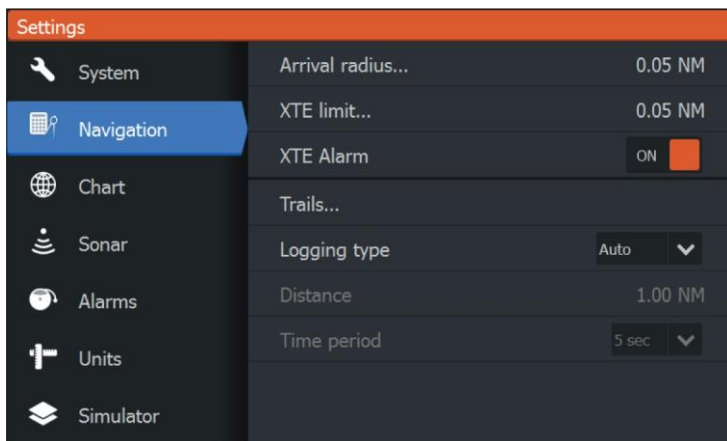 Settings
System
Navigation
Chart
Sonar
Alarms
Units
Simulator
Arrival radius... 0.05 NM
XTE limit... 0.05 NM
XTE Alarm ON
Trails...
Logging type Auto
Distance 1.00 NM
Time period 5 sec